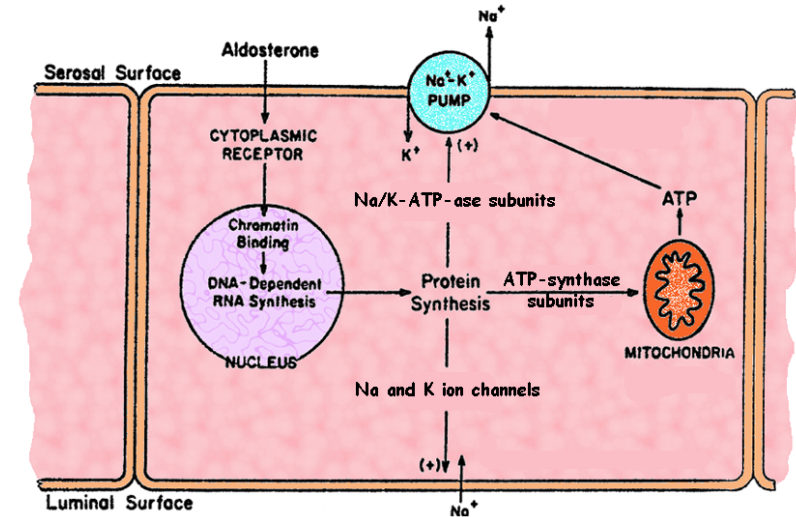 Na⁺
Aldosterone
Serosal Surface
Na⁺-K⁺
PUMP
CYTOPLASMIC
RECEPTOR
K⁺
(+)
Na/K-ATP-ase subunits
ATP
Chromatin
Binding
DNA-Dependent
RNA Synthesis
Protein
Synthesis
ATP-synthase
subunits
NUCLEUS
MITOCHONDRIA
Na and K ion channels
(+)
Luminal Surface
Na⁺